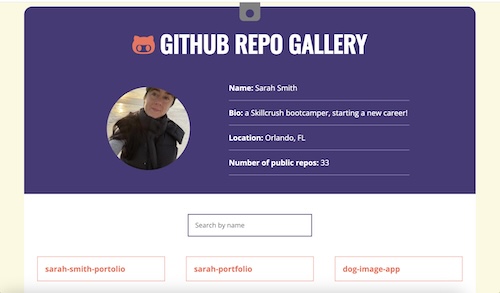 GITHUB REPO GALLERY
Name: Sarah Smith
Bio: a Skillcrush bootcamper, starting a new career!
Location: Orlando, FL
Number of public repos: 33
Search by name
sarah-smith-portolio
sarah-portfolio
dog-image-app